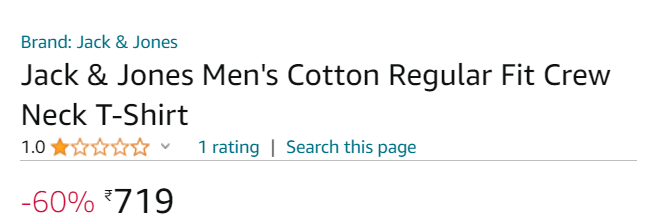 Brand: Jack & Jones
Jack & Jones Men's Cotton Regular Fit Crew
Neck T-Shirt
1.0 1 rating | Search this page
-60% ₹719